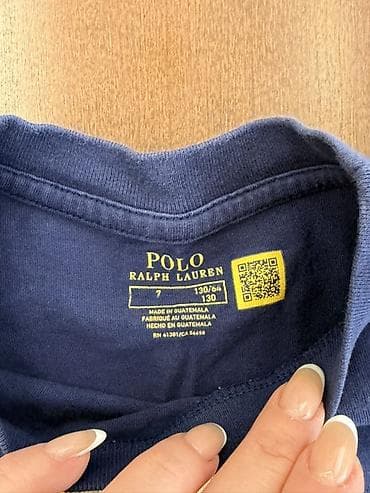 POLO
RALPH LAUREN
7 130/64
130
MADE IN GUATEMALA
FABRIQUÉ AU GUATEMALA
HECHO EN GUATEMALA
RN 41381/CA 54698